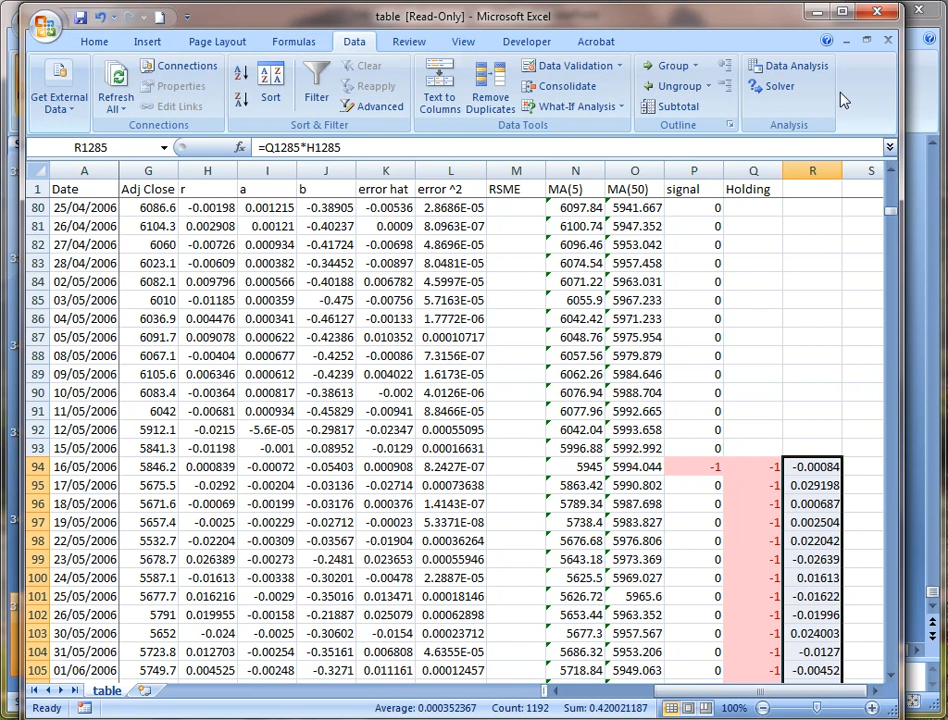 table [Read-Only] - Microsoft Excel
Home Insert Page Layout Formulas Data Review View Developer Acrobat
Get External Data
Refresh All
Connections
Properties
Edit Links
Connections
Sort
Filter
Clear
Reapply
Advanced
Sort & Filter
Text to Columns
Remove Duplicates
Data Validation
Consolidate
What-If Analysis
Data Tools
Group
Ungroup
Subtotal
Outline
Data Analysis
Solver
Analysis
R1285 fx =Q1285*H1285
A G H I J K L M N O P Q R S
1 Date Adj Close r a b error hat error ^2 RSME MA(5) MA(50) signal Holding
80 25/04/2006 6086.6 -0.00198 0.001215 -0.38905 -0.00536 2.8686E-05 6097.84 5941.667 0
81 26/04/2006 6104.3 0.002908 0.00121 -0.40237 0.0009 8.0963E-07 6100.74 5947.352 0
82 27/04/2006 6060 -0.00726 0.000934 -0.41724 -0.00698 4.8696E-05 6096.46 5953.042 0
83 28/04/2006 6023.1 -0.00609 0.000382 -0.34452 -0.00897 8.0481E-05 6074.54 5957.458 0
84 02/05/2006 6082.1 0.009796 0.000566 -0.40188 0.006782 4.5997E-05 6071.22 5963.031 0
85 03/05/2006 6010 -0.01185 0.000359 -0.475 -0.00756 5.7163E-05 6055.9 5967.233 0
86 04/05/2006 6036.9 0.004476 0.000341 -0.46127 -0.00133 1.7772E-06 6042.42 5971.233 0
87 05/05/2006 6091.7 0.009078 0.000622 -0.42386 0.010352 0.00010717 6048.76 5975.954 0
88 08/05/2006 6067.1 -0.00404 0.000677 -0.4252 -0.00086 7.3156E-07 6057.56 5979.879 0
89 09/05/2006 6105.6 0.006346 0.000612 -0.4239 0.004022 1.6173E-05 6062.26 5984.646 0
90 10/05/2006 6083.4 -0.00364 0.000817 -0.38613 -0.002 4.0126E-06 6076.94 5988.704 0
91 11/05/2006 6042 -0.00681 0.000934 -0.45829 -0.00941 8.8466E-05 6077.96 5992.665 0
92 12/05/2006 5912.1 -0.0217 -5.6E-05 -0.29817 -0.02347 0.00055095 6042.04 5993.658 0
93 15/05/2006 5841.3 -0.01198 -0.001 -0.08952 -0.0129 0.00016631 5996.88 5992.992 0
94 16/05/2006 5846.2 0.000839 -0.00072 -0.05403 0.000908 8.2427E-07 5945 5994.044 -1 -1 -0.00084
95 17/05/2006 5675.5 -0.0292 -0.00204 -0.03136 -0.02714 0.00073638 5863.42 5990.802 0 -1 0.029198
96 18/05/2006 5671.6 -0.00069 -0.00199 -0.03176 0.000376 1.4143E-07 5789.34 5987.698 0 -1 0.000687
97 19/05/2006 5657.4 -0.0025 -0.00229 -0.02712 -0.00023 5.3371E-08 5738.4 5983.827 0 -1 0.002504
98 22/05/2006 5532.7 -0.02204 -0.00309 -0.03567 -0.01904 0.00036264 5676.68 5976.806 0 -1 0.022042
99 23/05/2006 5678.7 0.026389 -0.00273 -0.2481 0.023653 0.00055946 5643.18 5973.369 0 -1 -0.02639
100 24/05/2006 5587.1 -0.01613 -0.00338 -0.30201 -0.00478 2.2887E-05 5625.5 5969.027 0 -1 0.01613
101 25/05/2006 5677.7 0.016216 -0.0029 -0.35016 0.013471 0.00018146 5626.72 5965.6 0 -1 -0.01622
102 26/05/2006 5791 0.019955 -0.00158 -0.21887 0.025079 0.00062898 5653.44 5963.352 0 -1 -0.01996
103 30/05/2006 5652 -0.024 -0.0025 -0.30602 -0.0154 0.00023712 5677.3 5957.567 0 -1 0.024003
104 31/05/2006 5723.8 0.012703 -0.00254 -0.35161 0.006808 4.6355E-05 5686.32 5953.206 0 -1 -0.0127
105 01/06/2006 5749.7 0.004525 -0.00248 -0.3271 0.011161 0.00012457 5718.84 5949.063 0 -1 -0.00452
table
Ready Average: 0.000352367 Count: 1192 Sum: 0.420021187 100%